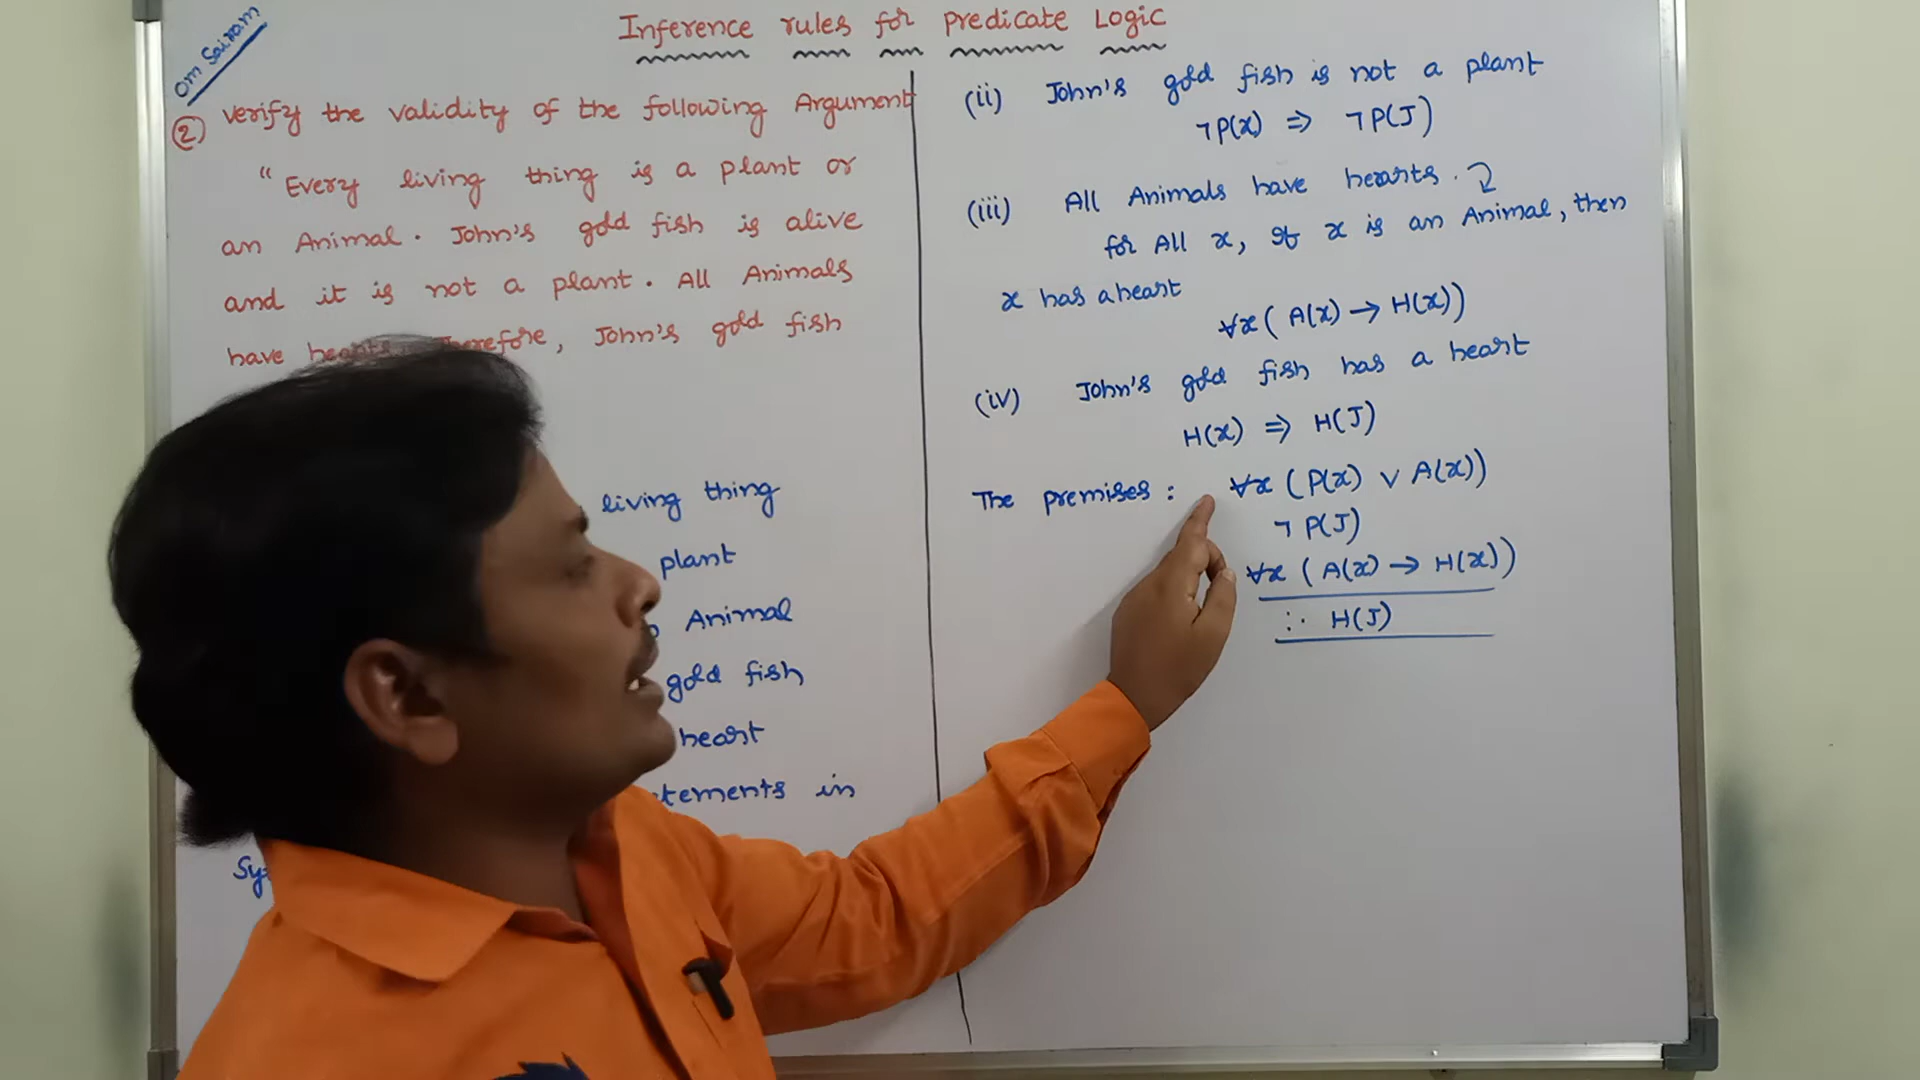 Om Sairam
Inference rules for predicate Logic
② verify the validity of the following Argument
“ Every living thing is a plant or
an Animal. John's gold fish is alive
and it is not a plant. All Animals
have hearts. Therefore, John's gold fish
living thing
plant
Animal
gold fish
heart
tements in
Sy
(ii) John's gold fish is not a plant
¬P(x) ⇒ ¬P(J)
(iii) All Animals have hearts. ↴
for All x, if x is an Animal, then
x has a heart
∀x ( A(x) → H(x))
(iv) John's gold fish has a heart
H(x) ⇒ H(J)
The premises : ∀x ( P(x) ∨ A(x))
¬ P(J)
∀x ( A(x) → H(x))
∴ H(J)